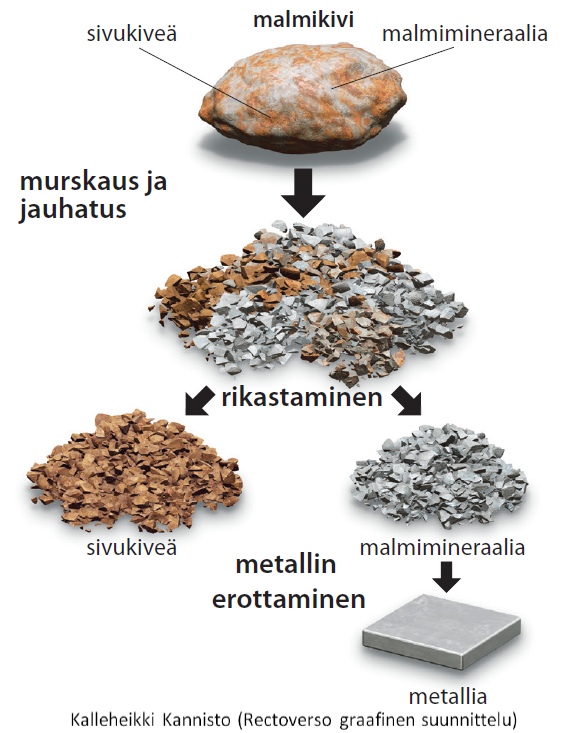 malmikivi
sivukiveä
malmimineraalia
murskaus ja
jauhatus
rikastaminen
sivukiveä
malmimineraalia
metallin
erottaminen
metallia
Kalleheikki Kannisto (Rectoverso graafinen suunnittelu)